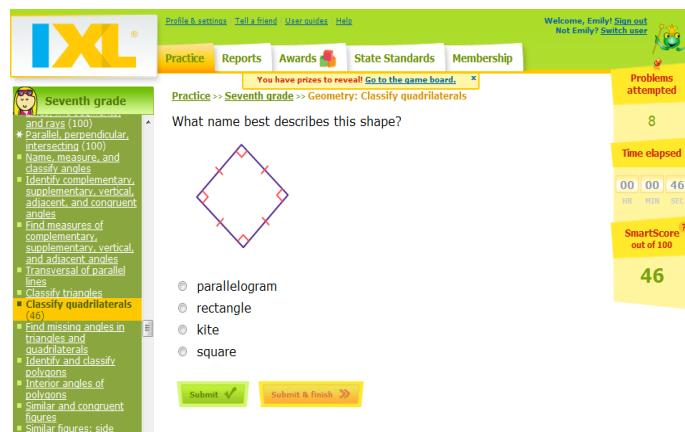 IXL®
Profile & settings Tell a friend User guides Help
Welcome, Emily! Sign out
Not Emily? Switch user
Practice Reports Awards State Standards Membership
You have prizes to reveal! Go to the game board. ×
Practice >> Seventh grade >> Geometry: Classify quadrilaterals
Seventh grade
and rays (100)
Parallel, perpendicular,
intersecting (100)
Name, measure, and
classify angles
Identify complementary,
supplementary, vertical,
adjacent, and congruent
angles
Find measures of
complementary,
supplementary, vertical,
and adjacent angles
Transversal of parallel
lines
Classify triangles
Classify quadrilaterals
(46)
Find missing angles in
triangles and
quadrilaterals
Identify and classify
polygons
Interior angles of
polygons
Similar and congruent
figures
Similar figures: side
What name best describes this shape?
parallelogram
rectangle
kite
square
Submit
Submit & finish
Problems
attempted
8
Time elapsed
00 00 46
HR MIN SEC
SmartScore ?
out of 100
46